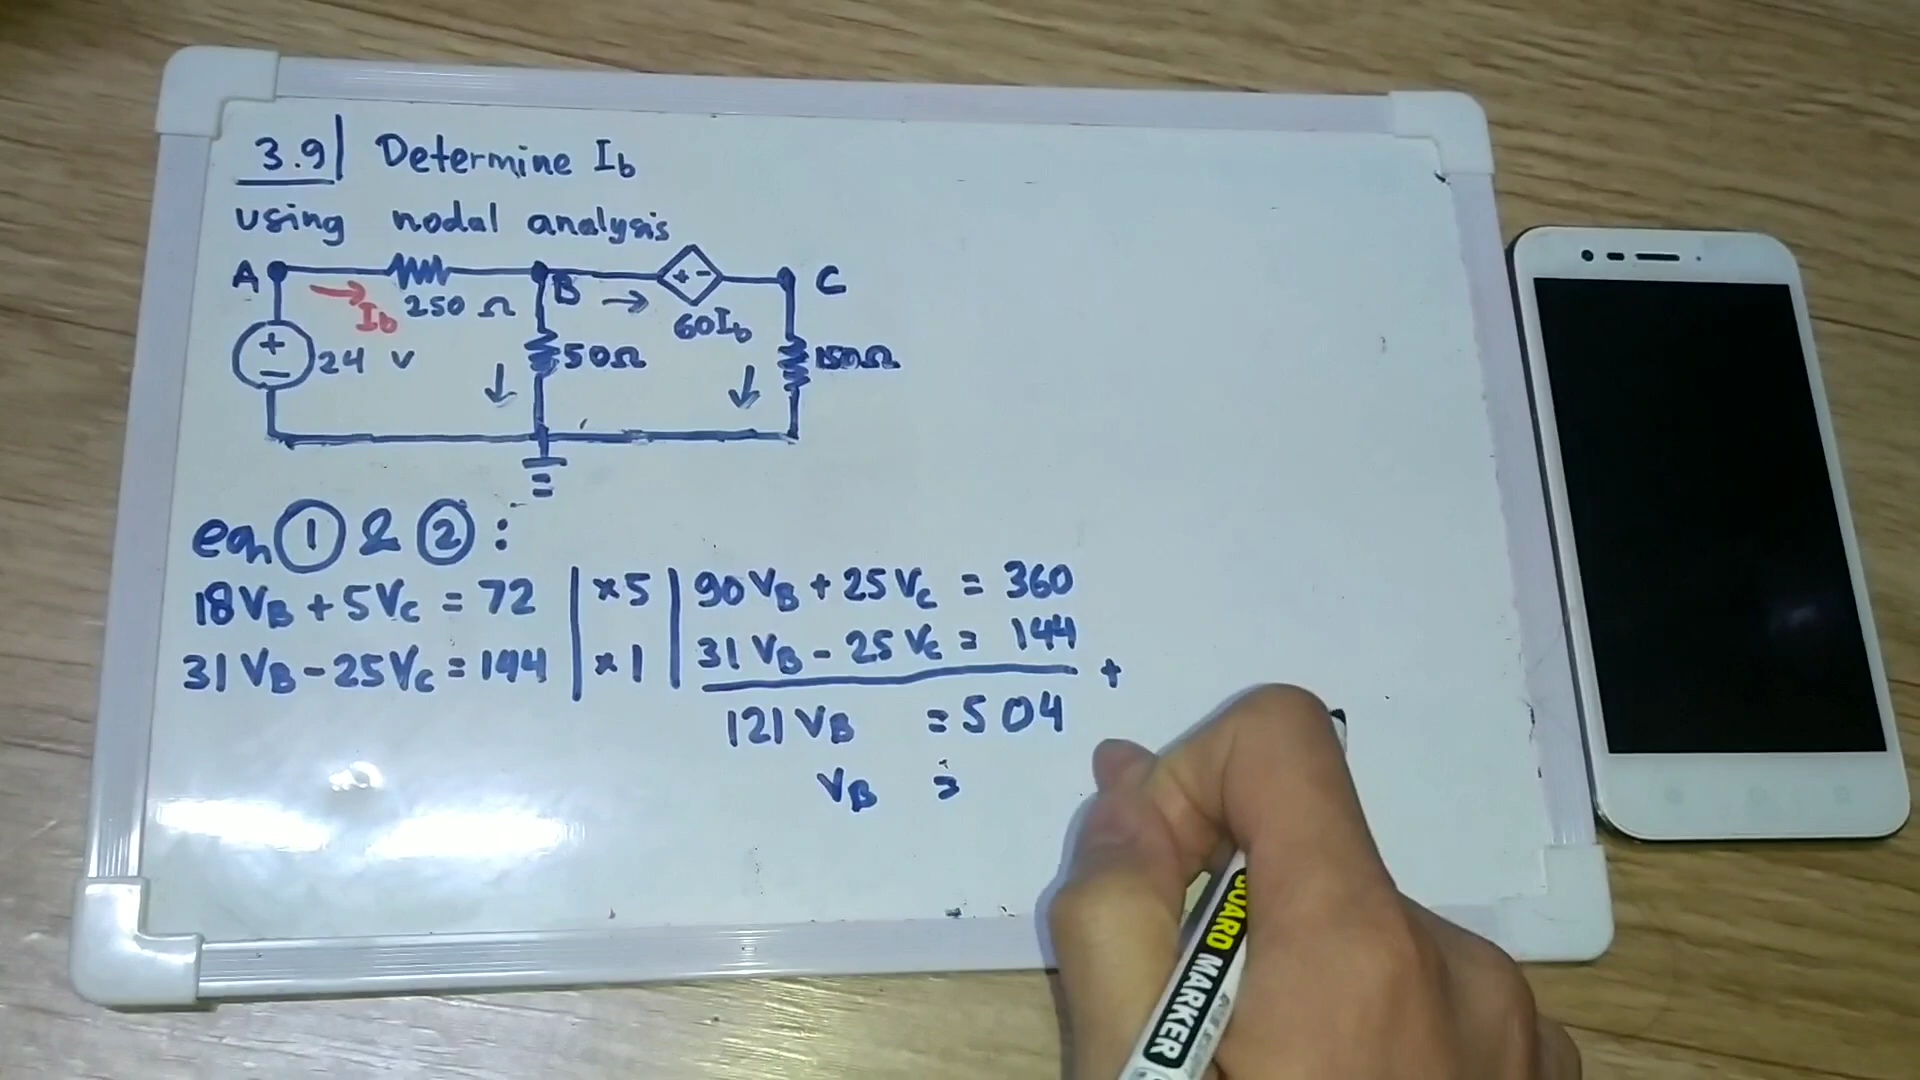 3.9 Determine Ib
using nodal analysis
A
Ib
250 Ω
B
+ -
60Ib
C
+
-
24 V
50Ω
150Ω
eqn 1 & 2 :
18VB + 5VC = 72 | ×5 | 90VB + 25VC = 360
31VB - 25VC = 144 | ×1 | 31VB - 25VC = 144 +
121VB = 504
VB =
BOARD MARKER